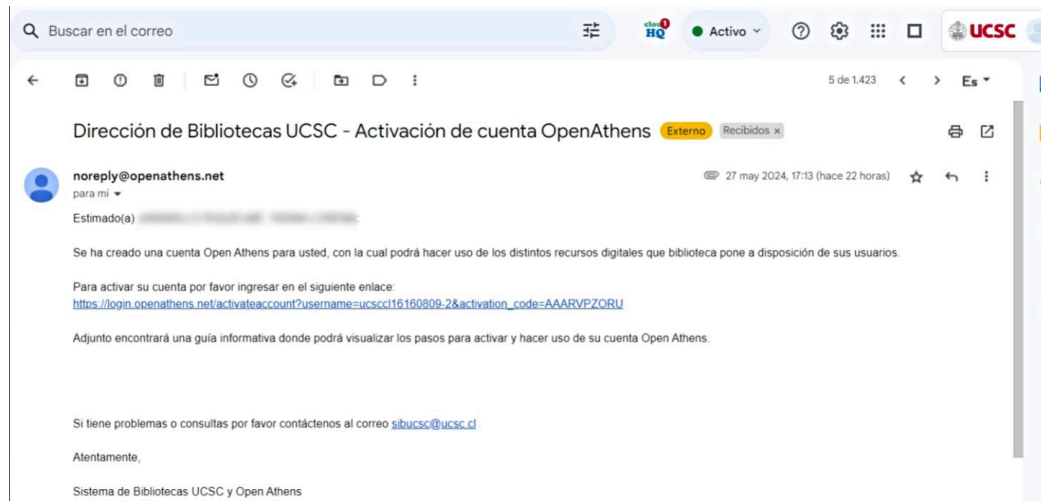 Buscar en el correo
cloud
HQ
1
Activo
UCSC
5 de 1.423
Es
Dirección de Bibliotecas UCSC - Activación de cuenta OpenAthens Externo Recibidos ×
noreply@openathens.net
27 may 2024, 17:13 (hace 22 horas)
para mí
Estimado(a)
Se ha creado una cuenta Open Athens para usted, con la cual podrá hacer uso de los distintos recursos digitales que biblioteca pone a disposición de sus usuarios.
Para activar su cuenta por favor ingresar en el siguiente enlace:
https://login.openathens.net/activateaccount?username=ucsccl16160809-2&activation_code=AAARVPZORU
Adjunto encontrará una guía informativa donde podrá visualizar los pasos para activar y hacer uso de su cuenta Open Athens.
Si tiene problemas o consultas por favor contáctenos al correo sibucsc@ucsc.cl
Atentamente,
Sistema de Bibliotecas UCSC y Open Athens